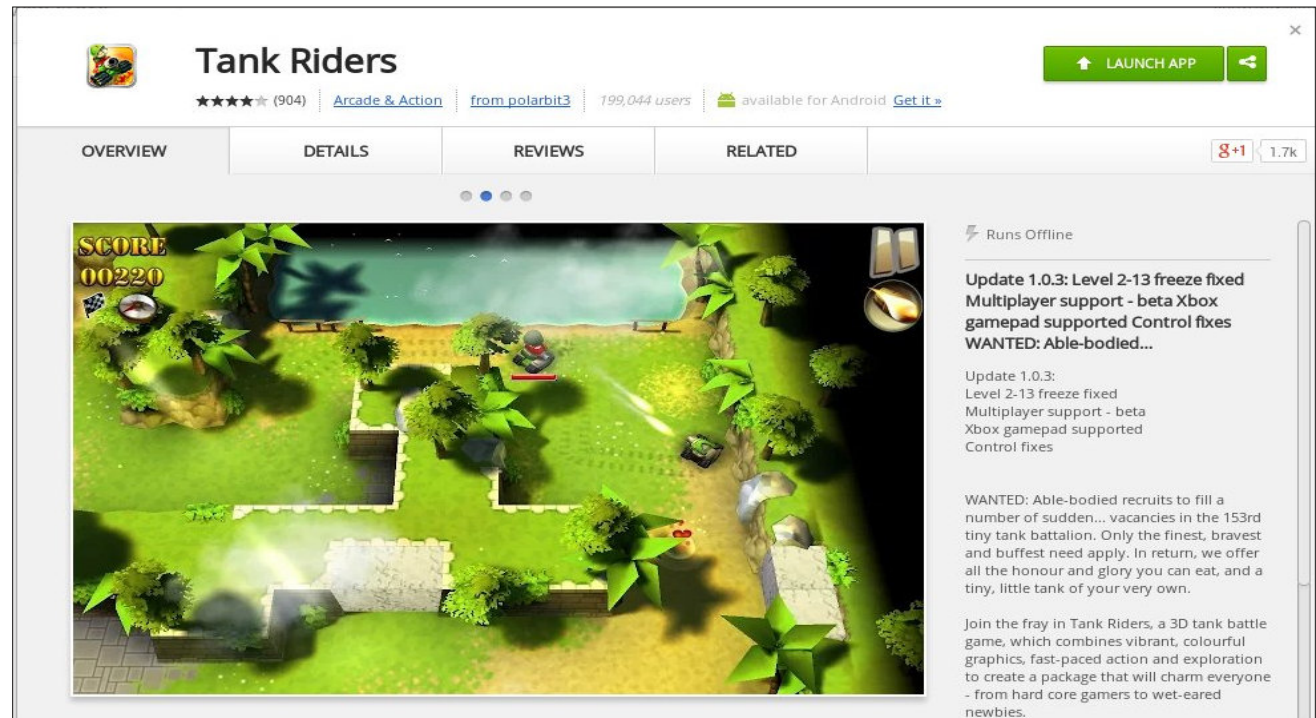 ×
Tank Riders
LAUNCH APP
★★★★★ (904) Arcade & Action from polarbit3 199,044 users available for Android Get it »
OVERVIEW DETAILS REVIEWS RELATED
g+1 1.7k
SCORE
00220
Runs Offline
Update 1.0.3: Level 2-13 freeze fixed
Multiplayer support - beta Xbox
gamepad supported Control fixes
WANTED: Able-bodied...
Update 1.0.3:
Level 2-13 freeze fixed
Multiplayer support - beta
Xbox gamepad supported
Control fixes
WANTED: Able-bodied recruits to fill a
number of sudden... vacancies in the 153rd
tiny tank battalion. Only the finest, bravest
and buffest need apply. In return, we offer
all the honour and glory you can eat, and a
tiny, little tank of your very own.
Join the fray in Tank Riders, a 3D tank battle
game, which combines vibrant, colourful
graphics, fast-paced action and exploration
to create a package that will charm everyone
- from hard core gamers to wet-eared
newbies.